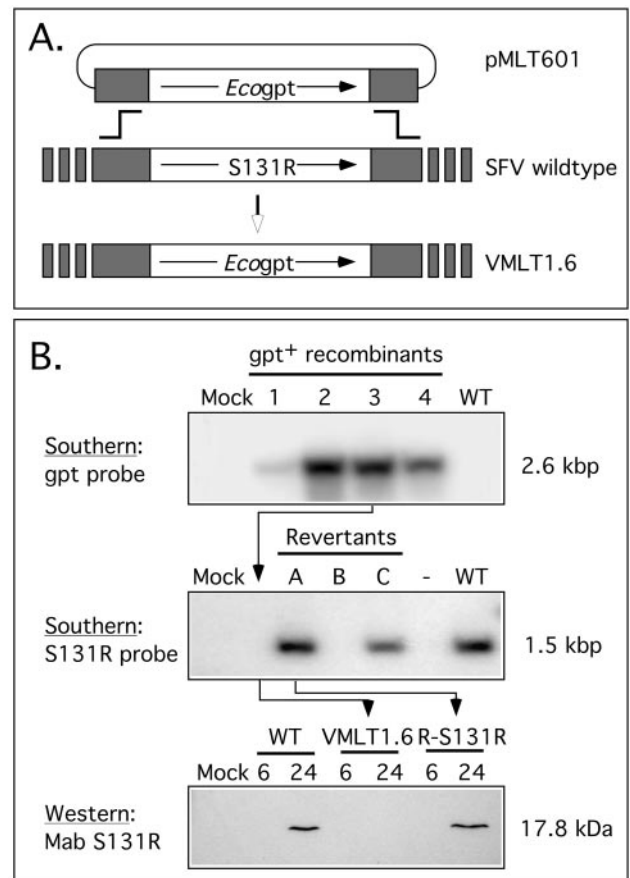 A.
pMLT601
Ecogpt
S131R
SFV wildtype
Ecogpt
VMLT1.6
B.
gpt+ recombinants
Mock 1 2 3 4 WT
Southern:
gpt probe
2.6 kbp
Revertants
Mock A B C - WT
Southern:
S131R probe
1.5 kbp
WT VMLT1.6 R-S131R
Mock 6 24 6 24 6 24
Western:
Mab S131R
17.8 kDa